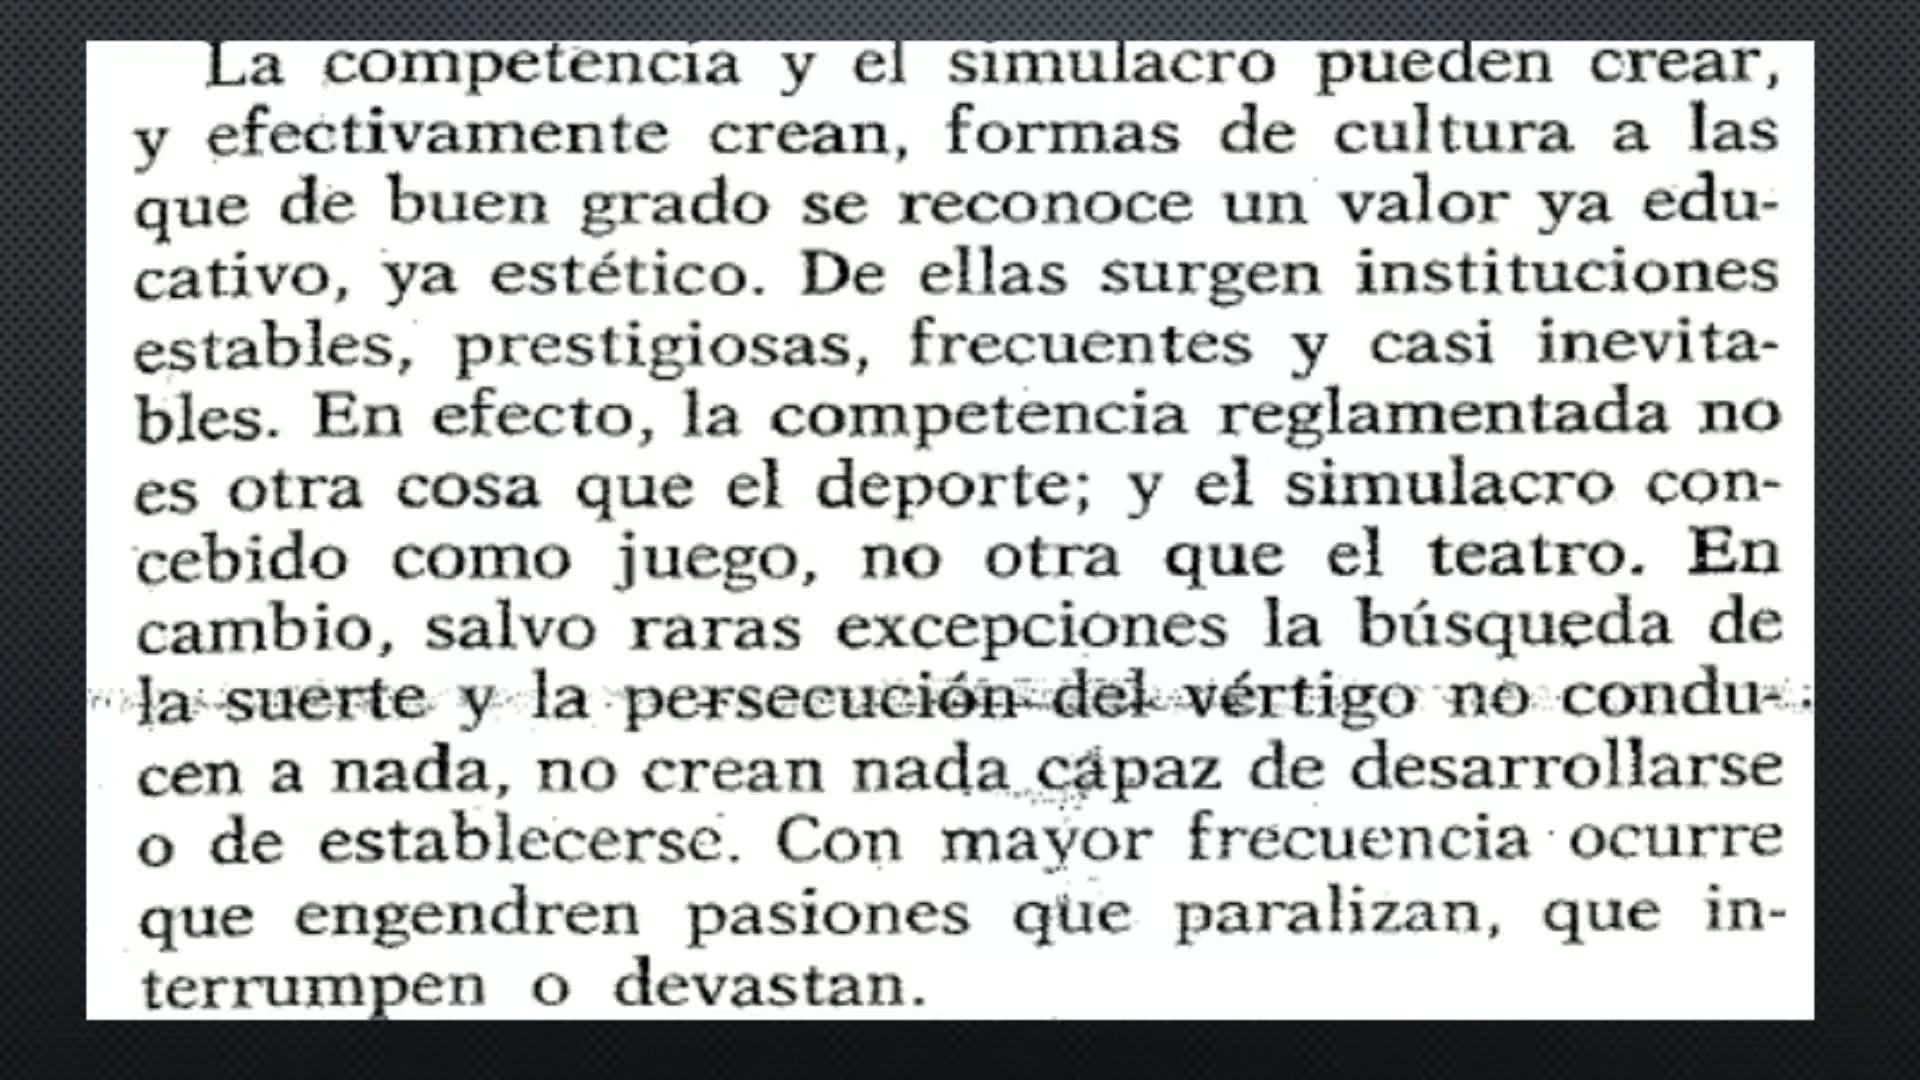 La competencia y el simulacro pueden crear,
y efectivamente crean, formas de cultura a las
que de buen grado se reconoce un valor ya edu-
cativo, ya estético. De ellas surgen instituciones
estables, prestigiosas, frecuentes y casi inevita-
bles. En efecto, la competencia reglamentada no
es otra cosa que el deporte; y el simulacro con-
cebido como juego, no otra que el teatro. En
cambio, salvo raras excepciones la búsqueda de
la suerte y la persecución del vértigo no condu-
cen a nada, no crean nada capaz de desarrollarse
o de establecerse. Con mayor frecuencia ocurre
que engendren pasiones que paralizan, que in-
terrumpen o devastan.